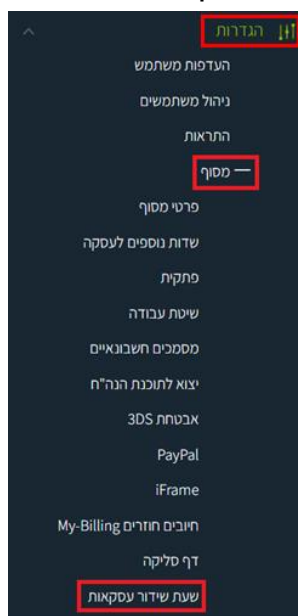 הגדרות
העדפות משתמש
ניהול משתמשים
התראות
מסוף
פרטי מסוף
שדות נוספים לעסקה
פתקית
שיטת עבודה
מסמכים חשבונאיים
יצוא לתוכנת הנה"ח
אבטחת 3DS
PayPal
iFrame
חיובים חוזרים My-Billing
דף סליקה
שעת שידור עסקאות